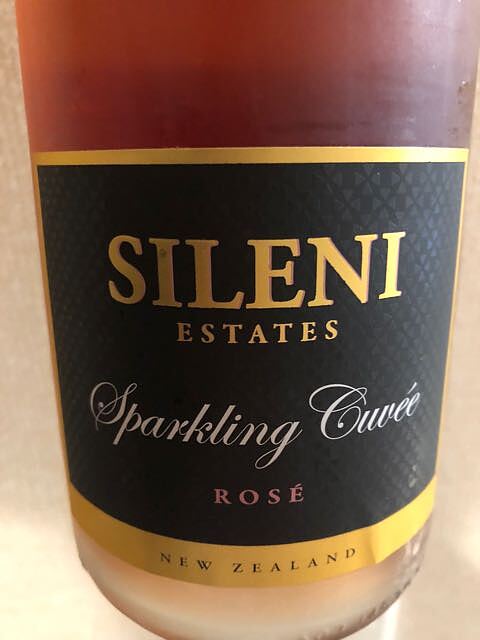 SILENI
ESTATES
Sparkling Cuvée
ROSÉ
NEW ZEALAND